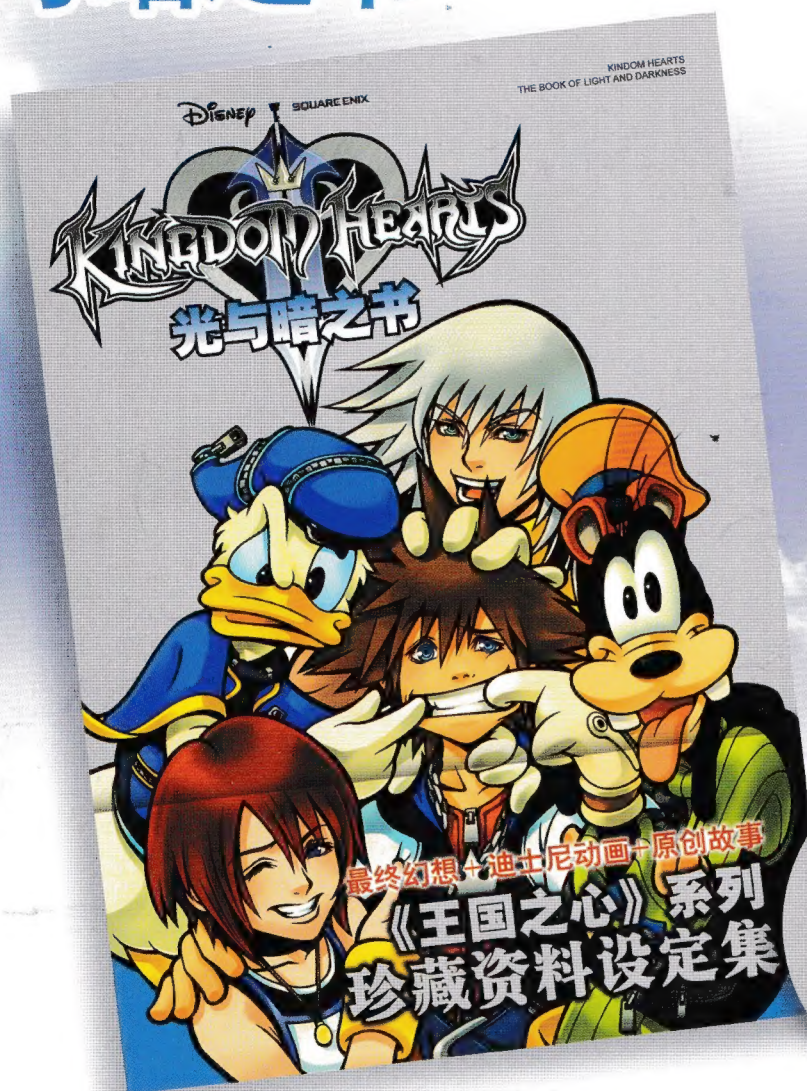 KINDOM HEARTS
THE BOOK OF LIGHT AND DARKNESS
Disney SQUARE ENIX
KINGDOM HEARTS
II
光与暗之书
最终幻想+迪士尼动画+原创故事
《王国之心》系列
珍藏资料设定集